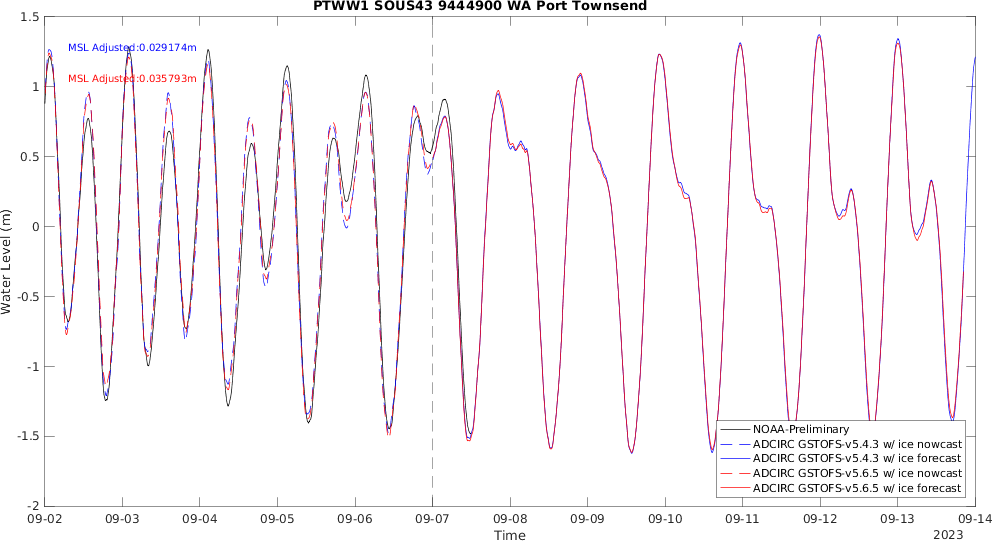 PTWW1 SOUS43 9444900 WA Port Townsend
1.5
1
0.5
0
-0.5
-1
-1.5
-2
Water Level (m)
MSL Adjusted:0.029174m
MSL Adjusted:0.035793m
NOAA-Preliminary
ADCIRC GSTOFS-v5.4.3 w/ ice nowcast
ADCIRC GSTOFS-v5.4.3 w/ ice forecast
ADCIRC GSTOFS-v5.6.5 w/ ice nowcast
ADCIRC GSTOFS-v5.6.5 w/ ice forecast
09-02 09-03 09-04 09-05 09-06 09-07 09-08 09-09 09-10 09-11 09-12 09-13 09-14
Time
2023